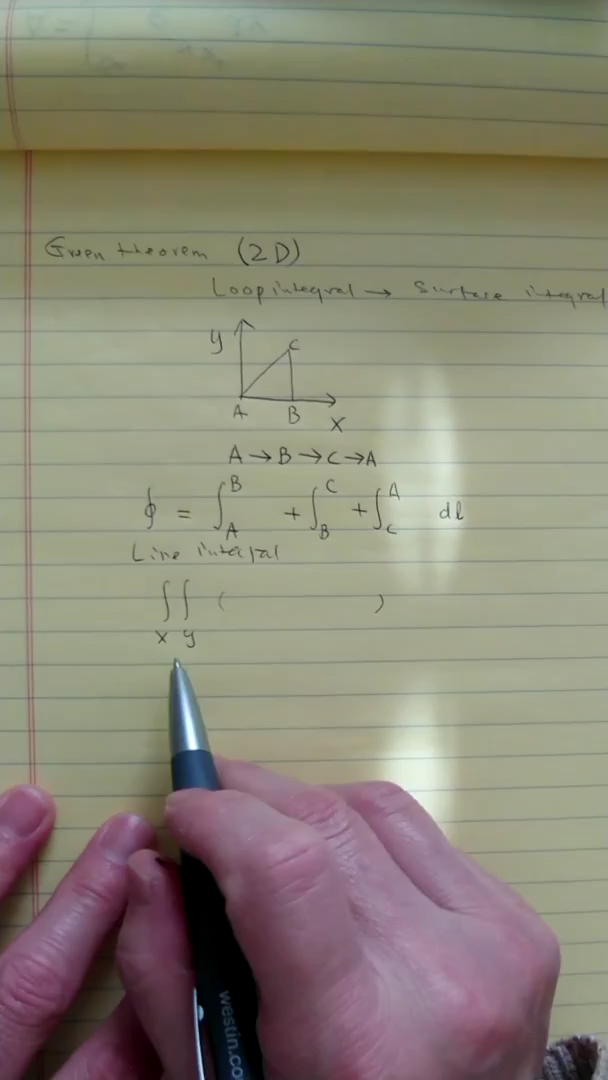 Green theorem (2D)
Loop integral → Surface integral
y
C
A B
x
A → B → C → A
∮ = ∫_A^B + ∫_B^C + ∫_C^A dl
Line integral
∫∫ ( )
x y
westin.co